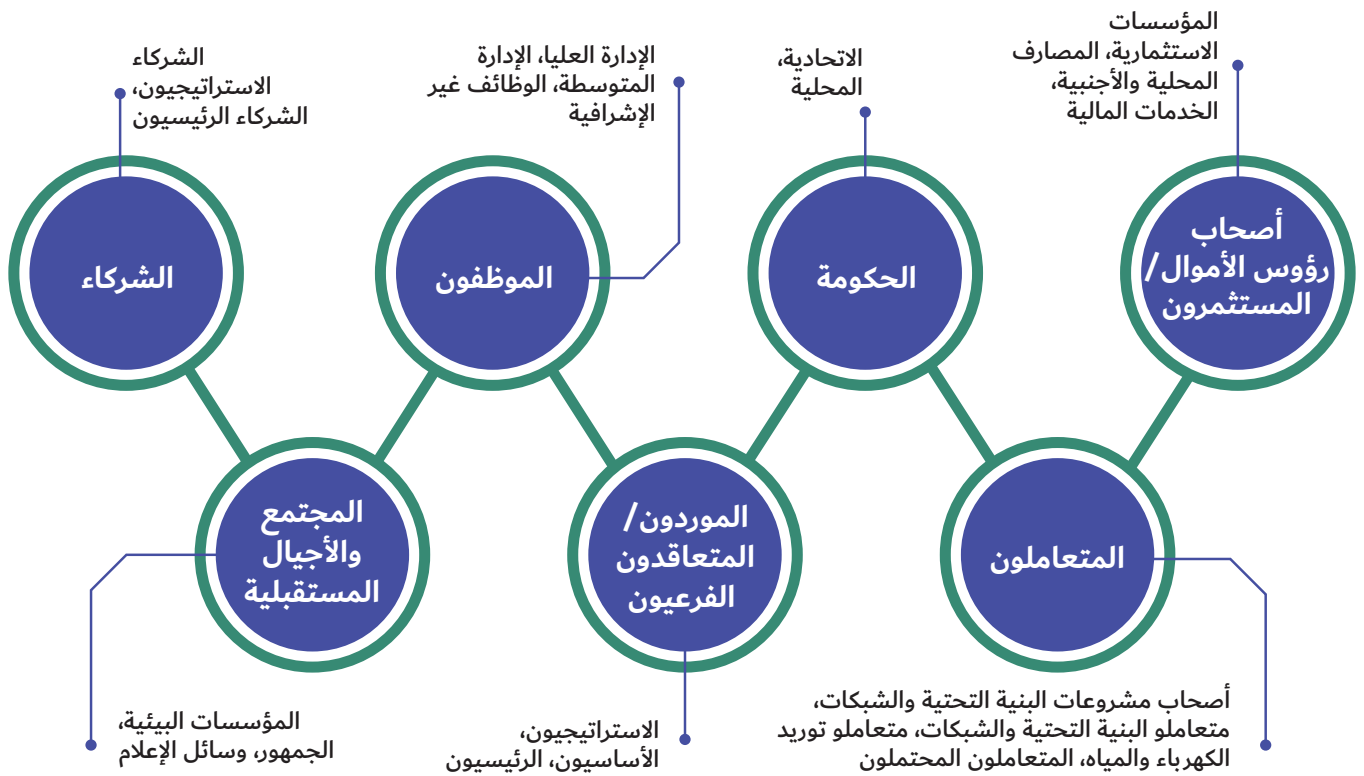 المؤسسات
الاستثمارية، المصارف
المحلية والأجنبية،
الخدمات المالية
أصحاب
رؤوس الأموال/
المستثمرون
الاتحادية،
المحلية
الحكومة
الإدارة العليا، الإدارة
المتوسطة، الوظائف غير
الإشرافية
الموظفون
الشركاء
الاستراتيجيون،
الشركاء الرئيسيون
الشركاء
المتعاملون
أصحاب مشروعات البنية التحتية والشبكات،
متعاملو البنية التحتية والشبكات، متعاملو توريد
الكهرباء والمياه، المتعاملون المحتملون
الموردون/
المتعاقدون
الفرعيون
الاستراتيجيون،
الأساسيون، الرئيسيون
المجتمع
والأجيال
المستقبلية
المؤسسات البيئية،
الجمهور، وسائل الإعلام